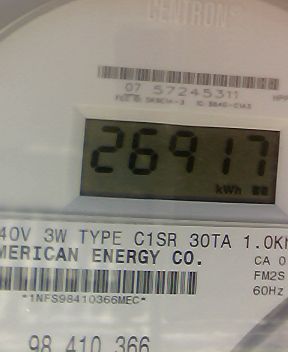 CENTRON®
07 57245311
26917
kWh
40V 3W TYPE C1SR 30TA 1.0K
MERICAN ENERGY CO.
CA 0
FM2S
60Hz
*1NFS98410366MEC*
98 410 366